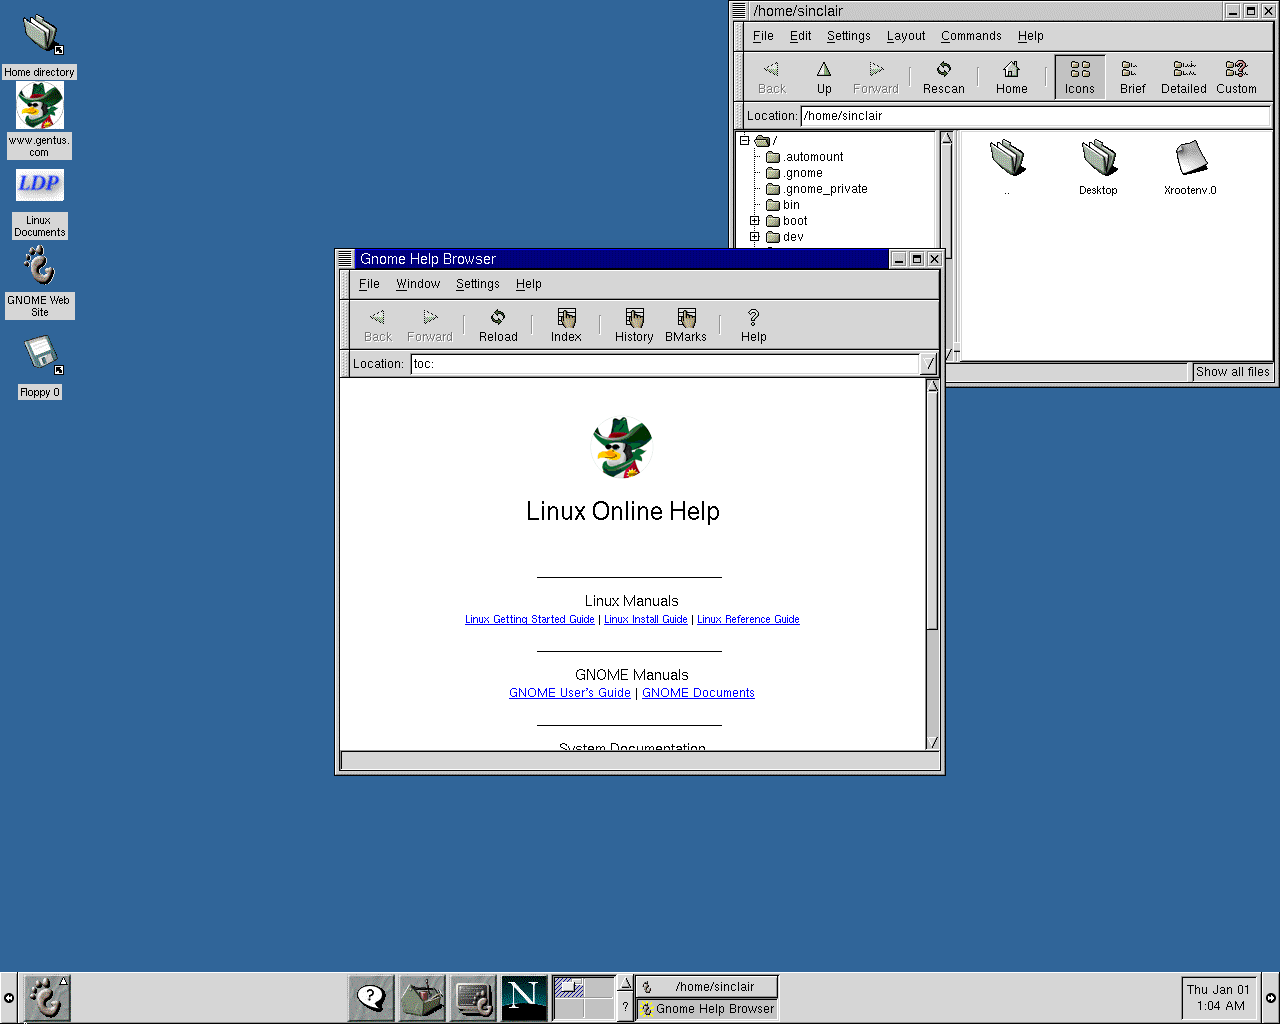 Home directory
www.gentus.
com
LDP
Linux
Documents
GNOME Web
Site
Floppy 0
/home/sinclair
File Edit Settings Layout Commands Help
Back Up Forward Rescan Home Icons Brief Detailed Custom
Location: /home/sinclair
/
.automount
.gnome
.gnome_private
bin
boot
dev
.. Desktop Xrootenv.0
Show all files
Gnome Help Browser
File Window Settings Help
Back Forward Reload Index History BMarks Help
Location: toc:
Linux Online Help
Linux Manuals
Linux Getting Started Guide | Linux Install Guide | Linux Reference Guide
GNOME Manuals
GNOME User's Guide | GNOME Documents
System Documentation
N
?
/home/sinclair
Gnome Help Browser
Thu Jan 01
1:04 AM